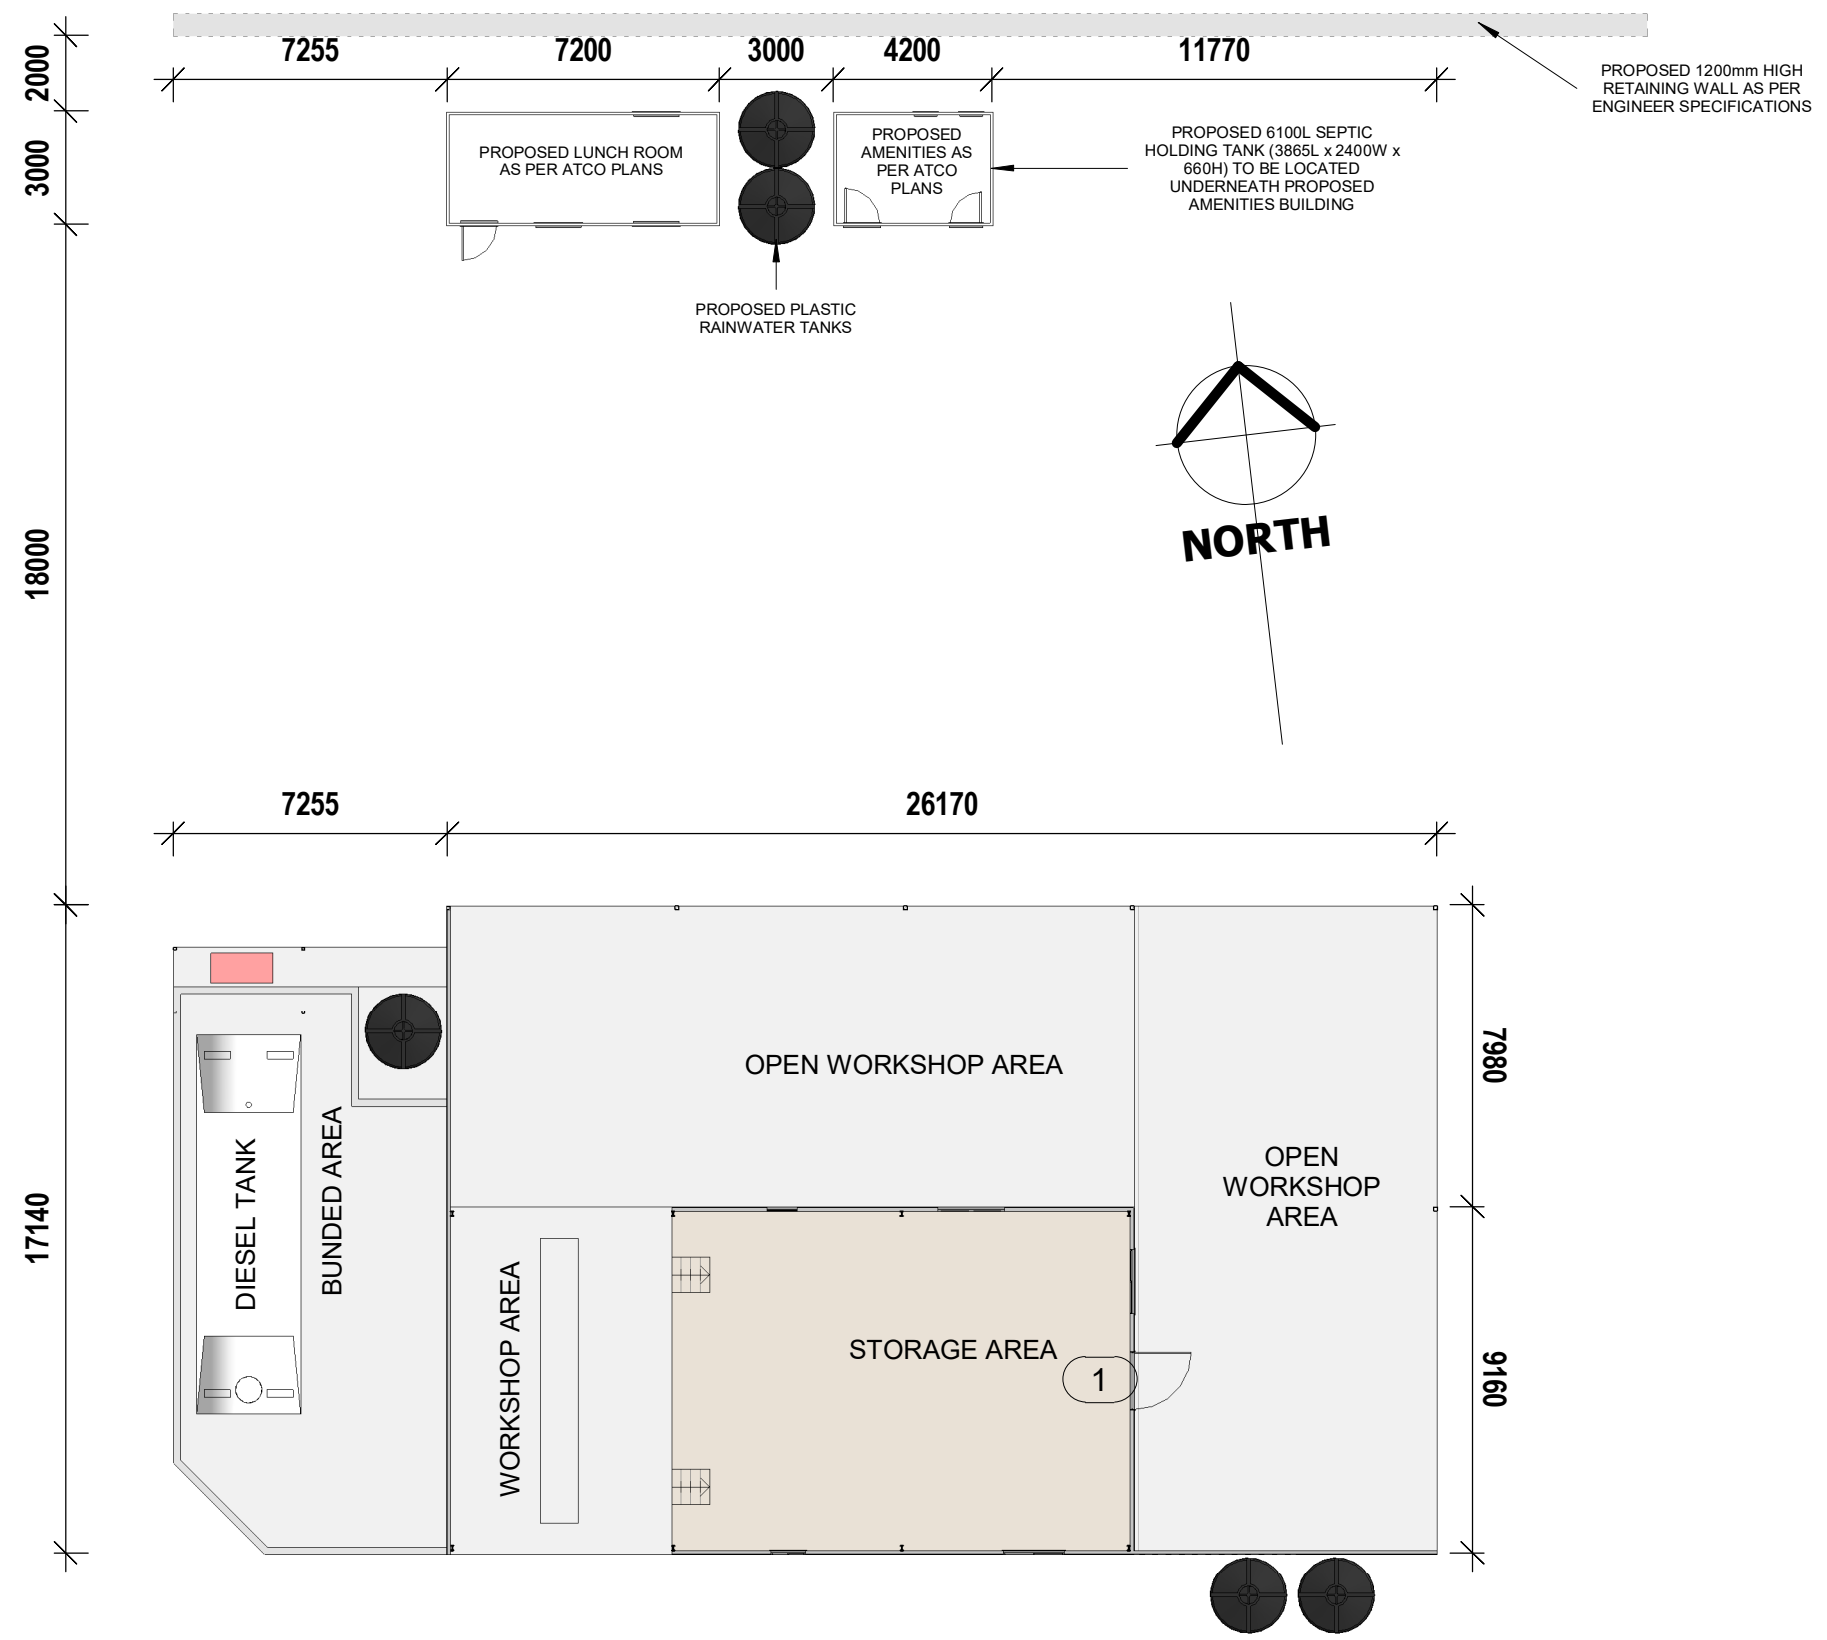 7255
7200
3000
4200
11770
2000
3000
18000
17140
PROPOSED 1200mm HIGH
RETAINING WALL AS PER
ENGINEER SPECIFICATIONS
PROPOSED LUNCH ROOM
AS PER ATCO PLANS
PROPOSED
AMENITIES AS
PER ATCO
PLANS
PROPOSED 6100L SEPTIC
HOLDING TANK (3865L x 2400W x
660H) TO BE LOCATED
UNDERNEATH PROPOSED
AMENITIES BUILDING
PROPOSED PLASTIC
RAINWATER TANKS
NORTH
7255
26170
7980
9160
OPEN WORKSHOP AREA
OPEN
WORKSHOP
AREA
DIESEL TANK
BUNDED AREA
WORKSHOP AREA
STORAGE AREA
1